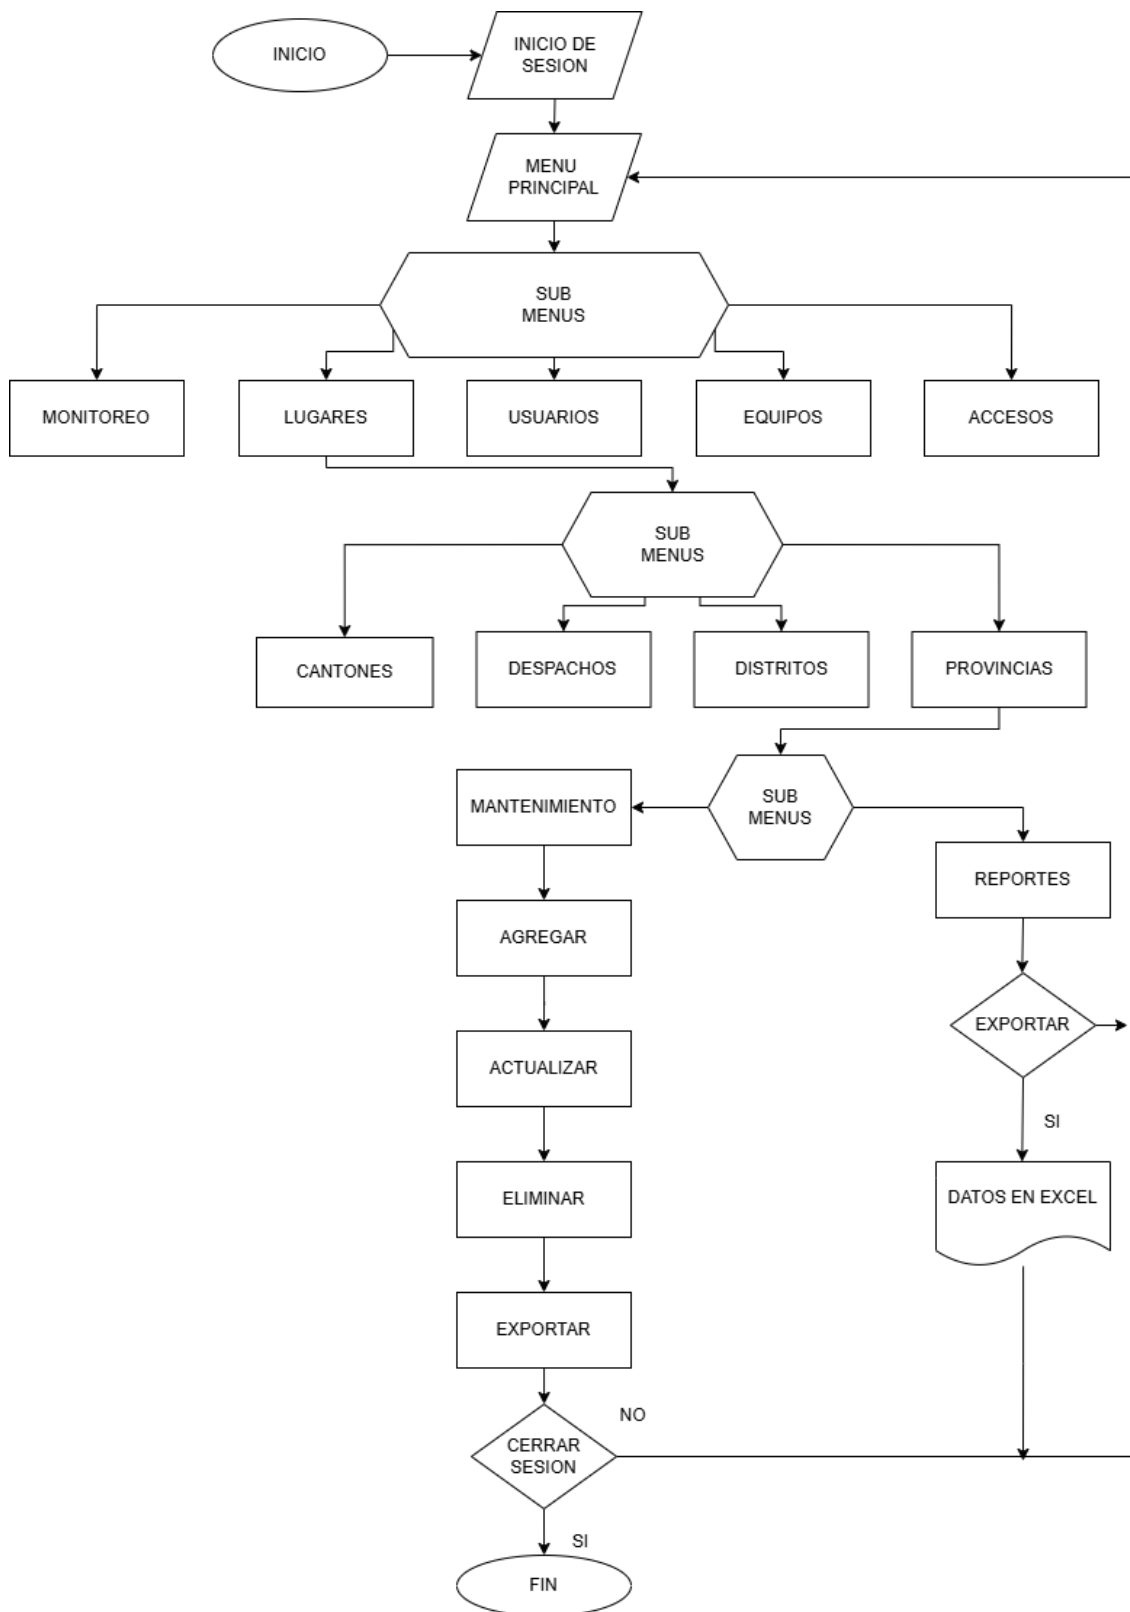 INICIO
INICIO DE
SESION
MENU
PRINCIPAL
SUB
MENUS
MONITOREO
LUGARES
USUARIOS
EQUIPOS
ACCESOS
SUB
MENUS
CANTONES
DESPACHOS
DISTRITOS
PROVINCIAS
SUB
MENUS
MANTENIMIENTO
REPORTES
AGREGAR
EXPORTAR
ACTUALIZAR
SI
ELIMINAR
DATOS EN EXCEL
EXPORTAR
NO
CERRAR
SESION
SI
FIN